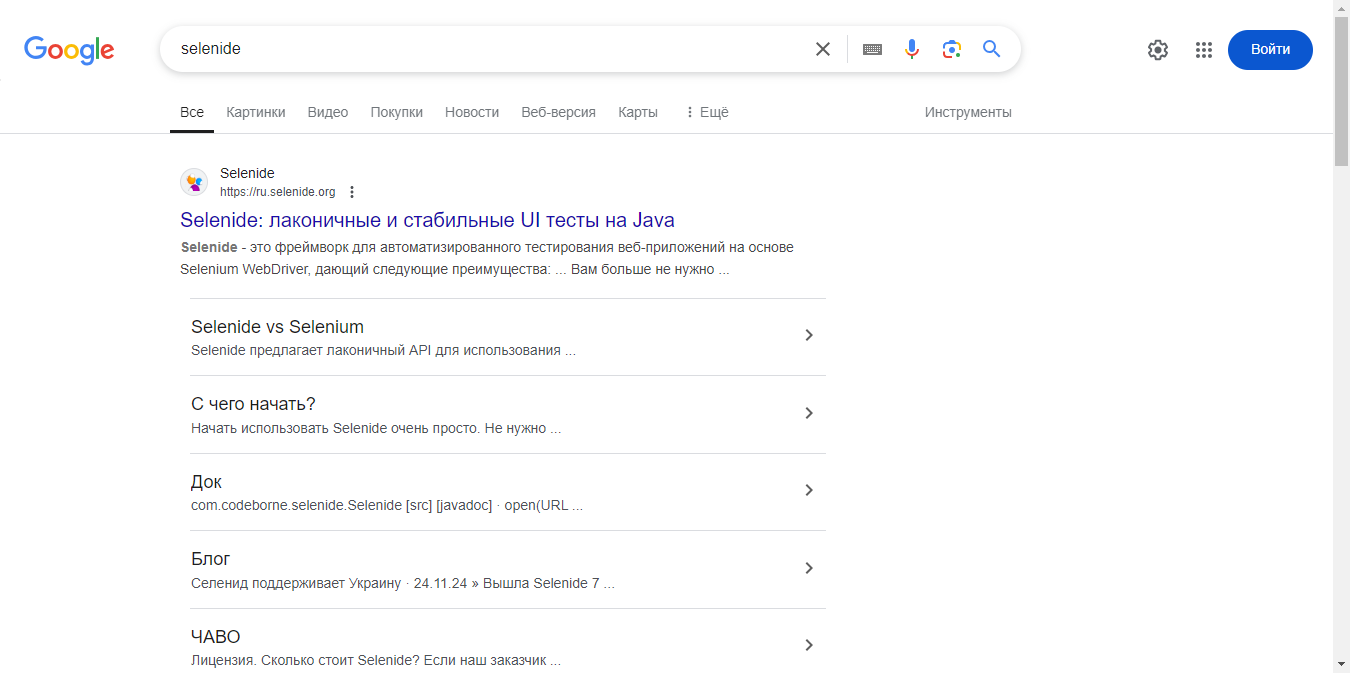 Google
selenide
Войти
Все Картинки Видео Покупки Новости Веб-версия Карты Ещё Инструменты
Selenide
https://ru.selenide.org
Selenide: лаконичные и стабильные UI тесты на Java
Selenide - это фреймворк для автоматизированного тестирования веб-приложений на основе
Selenium WebDriver, дающий следующие преимущества: ... Вам больше не нужно ...
Selenide vs Selenium
Selenide предлагает лаконичный API для использования ...
С чего начать?
Начать использовать Selenide очень просто. Не нужно ...
Док
com.codeborne.selenide.Selenide [src] [javadoc] · open(URL ...
Блог
Селенид поддерживает Украину · 24.11.24 » Вышла Selenide 7 ...
ЧАВО
Лицензия. Сколько стоит Selenide? Если наш заказчик ...